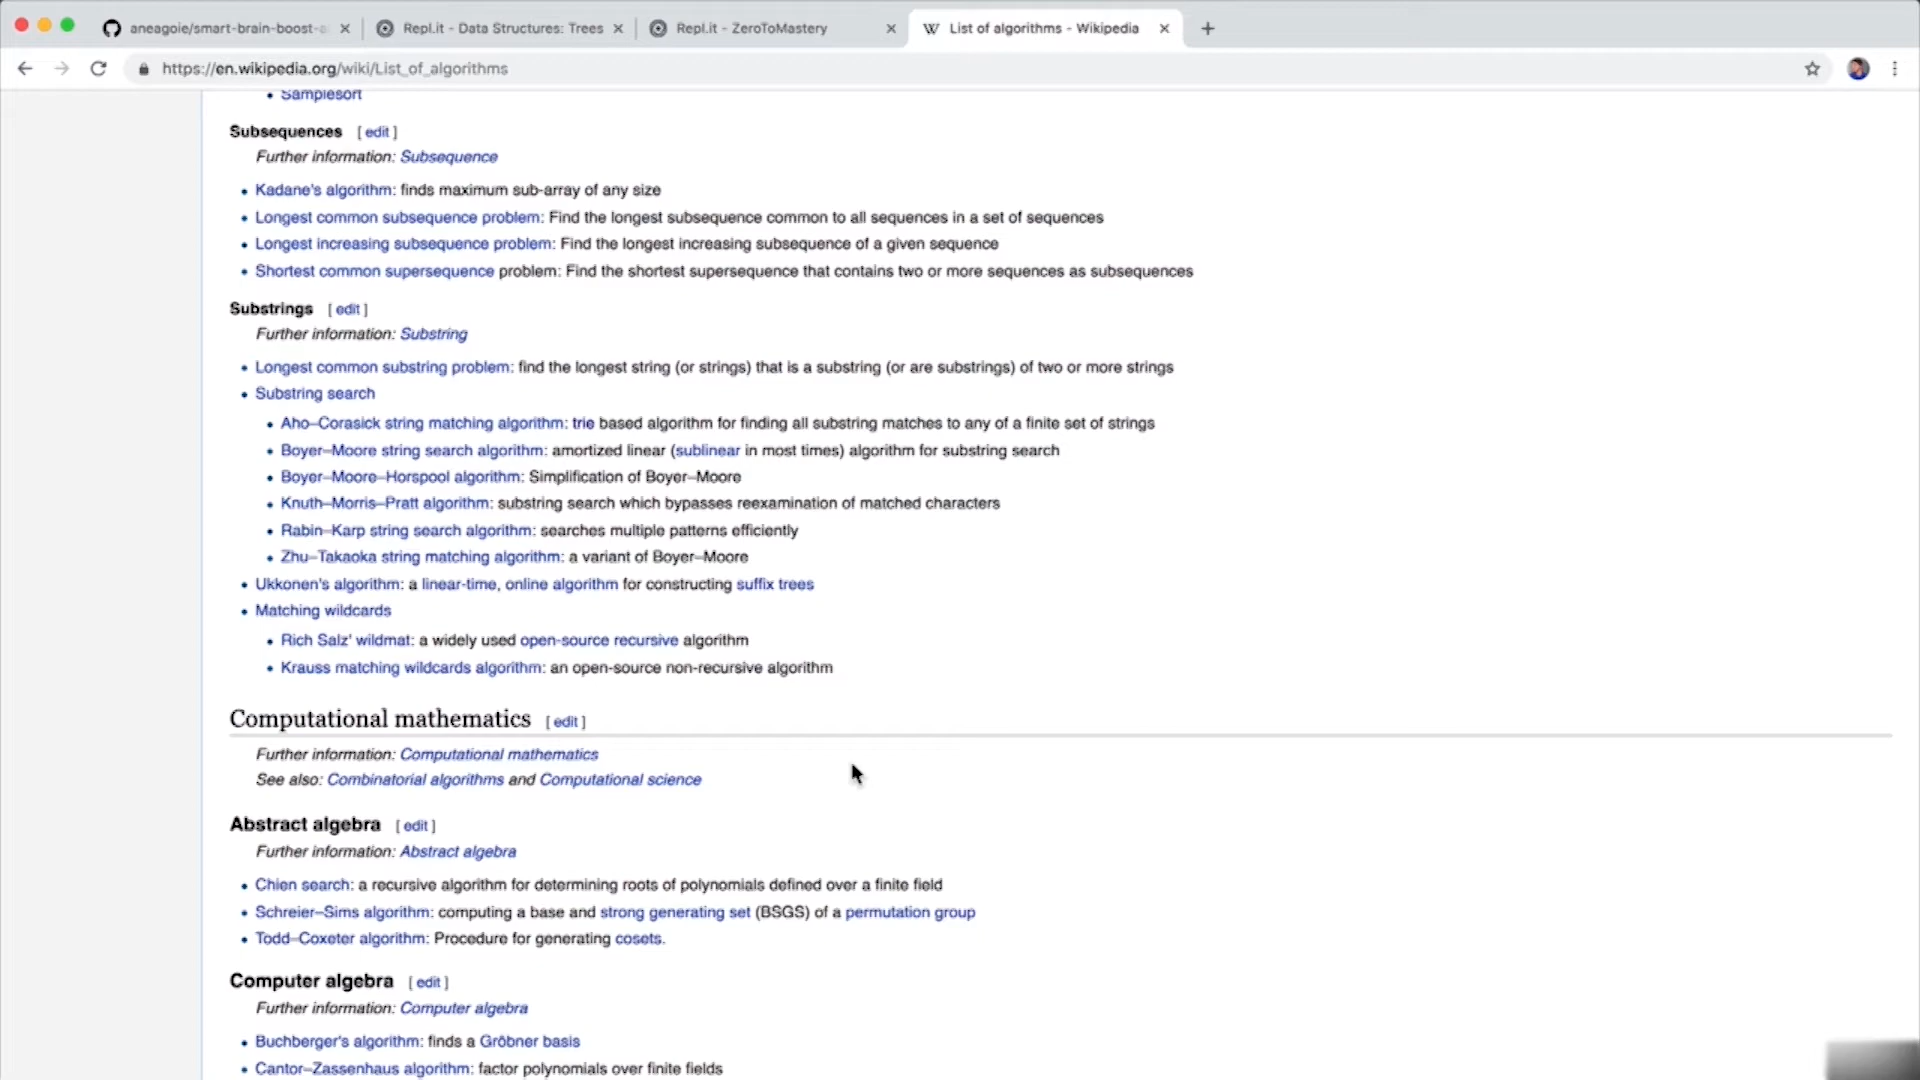 aneagoie/smart-brain-boost-a
Repl.it - Data Structures: Trees
Repl.it - ZeroToMastery
List of algorithms - Wikipedia
https://en.wikipedia.org/wiki/List_of_algorithms
• Samplesort
Subsequences [ edit ]
Further information: Subsequence
• Kadane's algorithm: finds maximum sub-array of any size
• Longest common subsequence problem: Find the longest subsequence common to all sequences in a set of sequences
• Longest increasing subsequence problem: Find the longest increasing subsequence of a given sequence
• Shortest common supersequence problem: Find the shortest supersequence that contains two or more sequences as subsequences
Substrings [ edit ]
Further information: Substring
• Longest common substring problem: find the longest string (or strings) that is a substring (or are substrings) of two or more strings
• Substring search
• Aho–Corasick string matching algorithm: trie based algorithm for finding all substring matches to any of a finite set of strings
• Boyer–Moore string search algorithm: amortized linear (sublinear in most times) algorithm for substring search
• Boyer–Moore–Horspool algorithm: Simplification of Boyer–Moore
• Knuth–Morris–Pratt algorithm: substring search which bypasses reexamination of matched characters
• Rabin–Karp string search algorithm: searches multiple patterns efficiently
• Zhu–Takaoka string matching algorithm: a variant of Boyer–Moore
• Ukkonen's algorithm: a linear-time, online algorithm for constructing suffix trees
• Matching wildcards
• Rich Salz' wildmat: a widely used open-source recursive algorithm
• Krauss matching wildcards algorithm: an open-source non-recursive algorithm
Computational mathematics [ edit ]
Further information: Computational mathematics
See also: Combinatorial algorithms and Computational science
Abstract algebra [ edit ]
Further information: Abstract algebra
• Chien search: a recursive algorithm for determining roots of polynomials defined over a finite field
• Schreier–Sims algorithm: computing a base and strong generating set (BSGS) of a permutation group
• Todd–Coxeter algorithm: Procedure for generating cosets.
Computer algebra [ edit ]
Further information: Computer algebra
• Buchberger's algorithm: finds a Gröbner basis
• Cantor–Zassenhaus algorithm: factor polynomials over finite fields